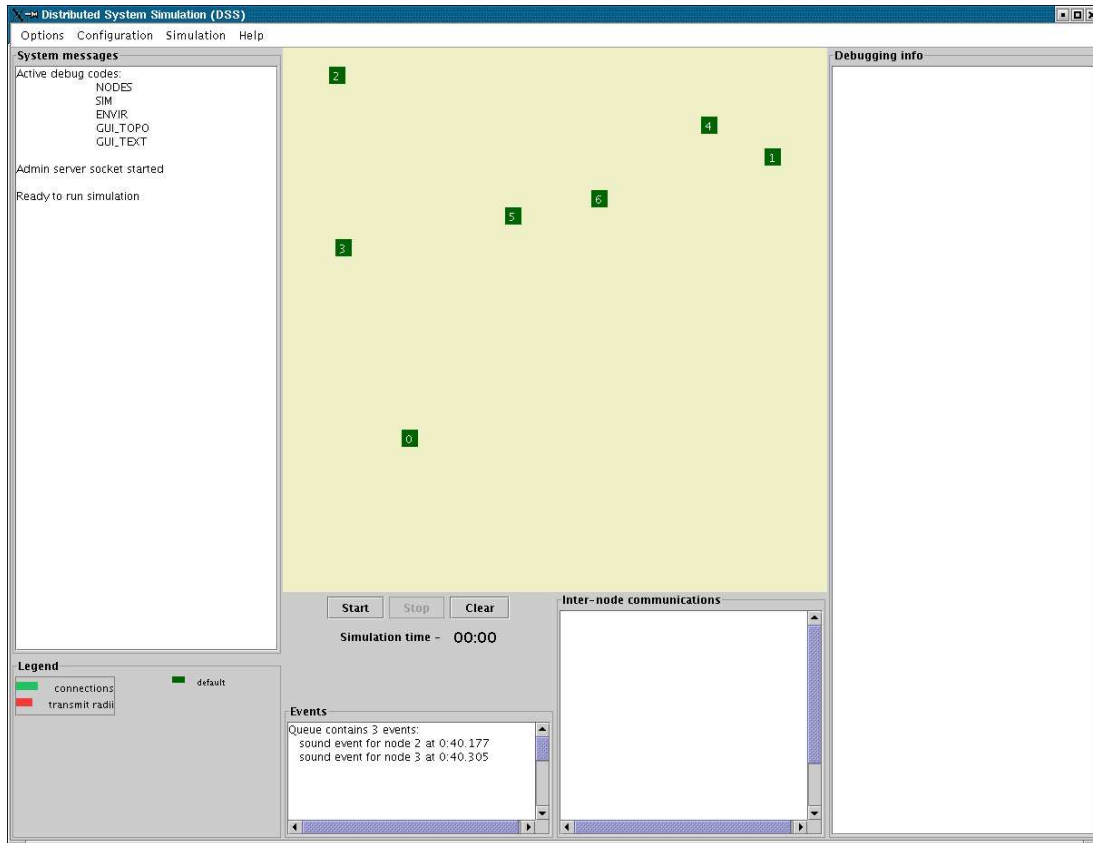 Distributed System Simulation (DSS)
Options Configuration Simulation Help
System messages
Active debug codes:
NODES
SIM
ENVIR
GUI_TOPO
GUI_TEXT
Admin server socket started
Ready to run simulation
2
4
1
6
5
3
0
Debugging info
Start Stop Clear
Simulation time - 00:00
Legend
connections
transmit radii
default
Events
Queue contains 3 events:
sound event for node 2 at 0:40.177
sound event for node 3 at 0:40.305
Inter-node communications